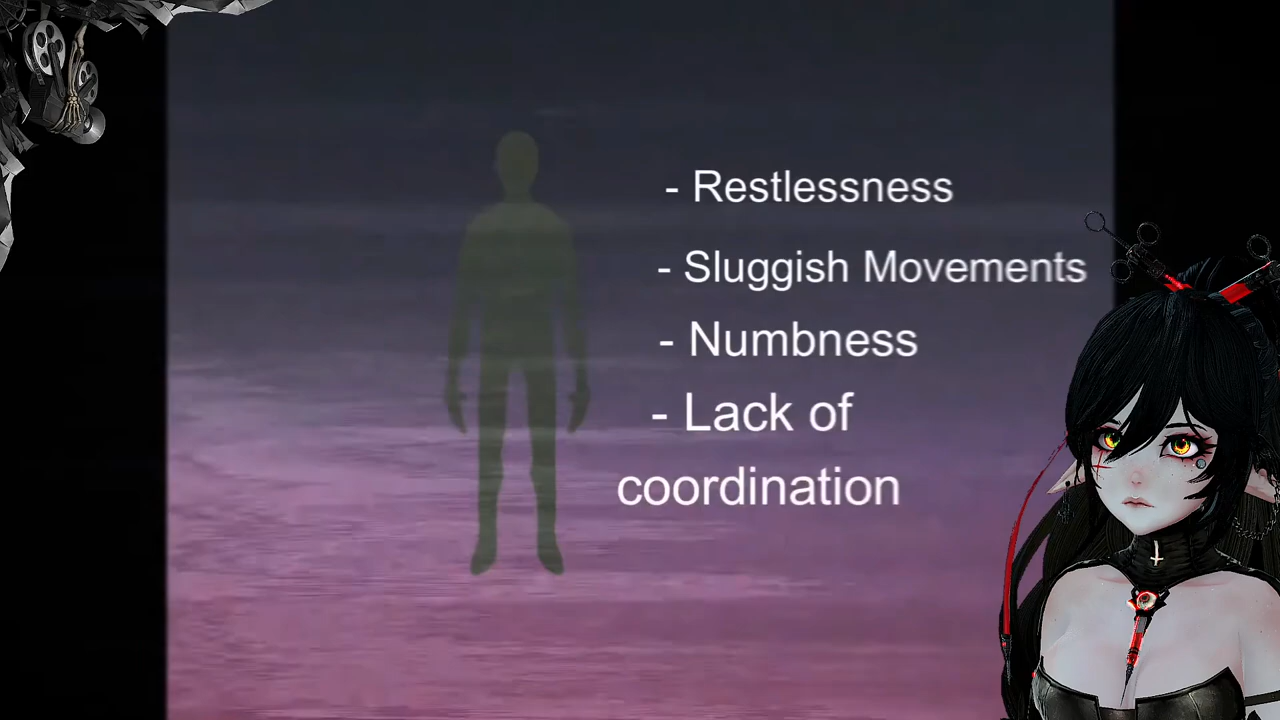 - Restlessness
- Sluggish Movements
- Numbness
- Lack of
coordination